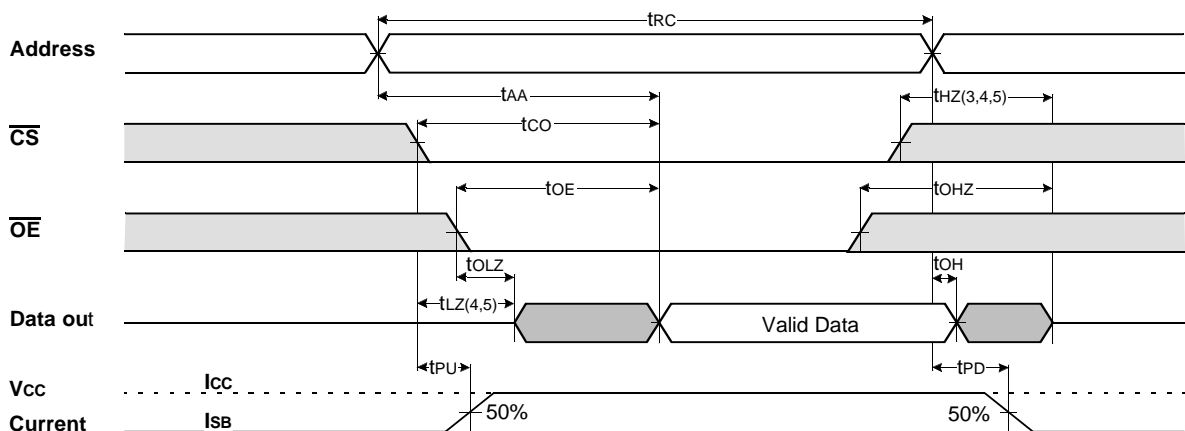 tRC
Address
tAA
tHZ(3,4,5)
CS
tCO
tOE
tOHZ
OE
tOLZ
tOH
tLZ(4,5)
Data out
Valid Data
tPU
tPD
VCC
ICC
50%
50%
Current
ISB